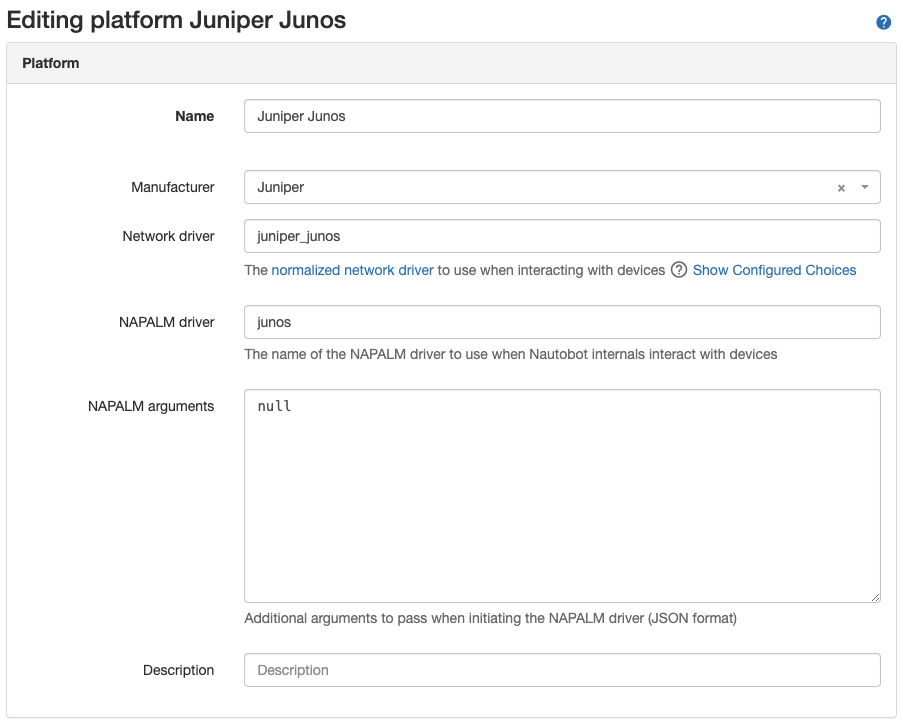 Editing platform Juniper Junos
Platform
Name
Juniper Junos
Manufacturer
Juniper
×
Network driver
juniper_junos
The normalized network driver to use when interacting with devices ? Show Configured Choices
NAPALM driver
junos
The name of the NAPALM driver to use when Nautobot internals interact with devices
NAPALM arguments
null
Additional arguments to pass when initiating the NAPALM driver (JSON format)
Description
Description